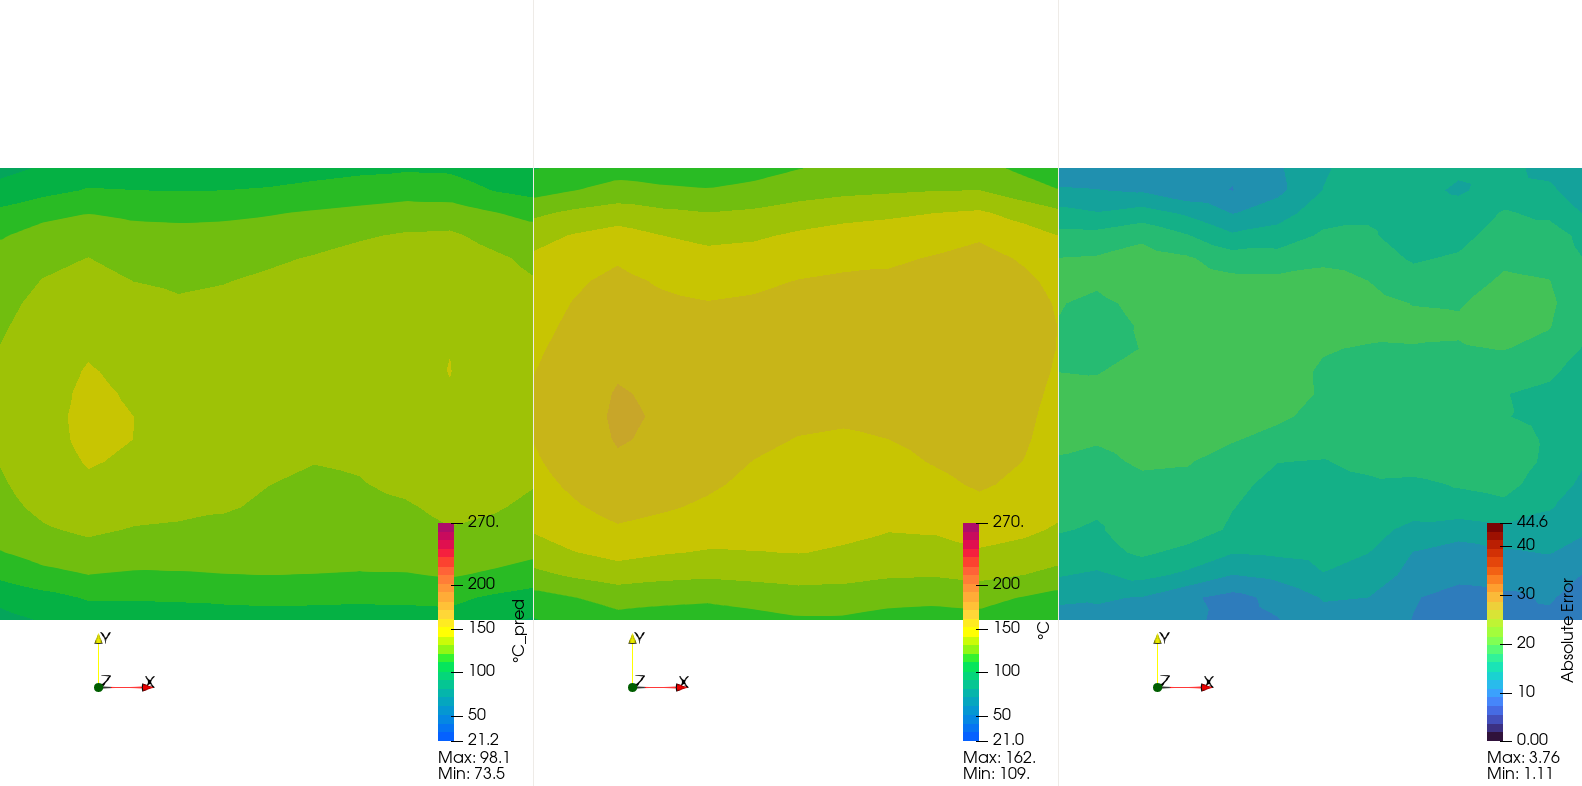 270.
200
150
100
50
21.2
°C_pred
Max: 98.1
Min: 73.5
Y
Z
X
270.
200
150
100
50
21.0
°C
Max: 162.
Min: 109.
Y
Z
X
44.6
40
30
20
10
0.00
Absolute Error
Max: 3.76
Min: 1.11
Y
Z
X